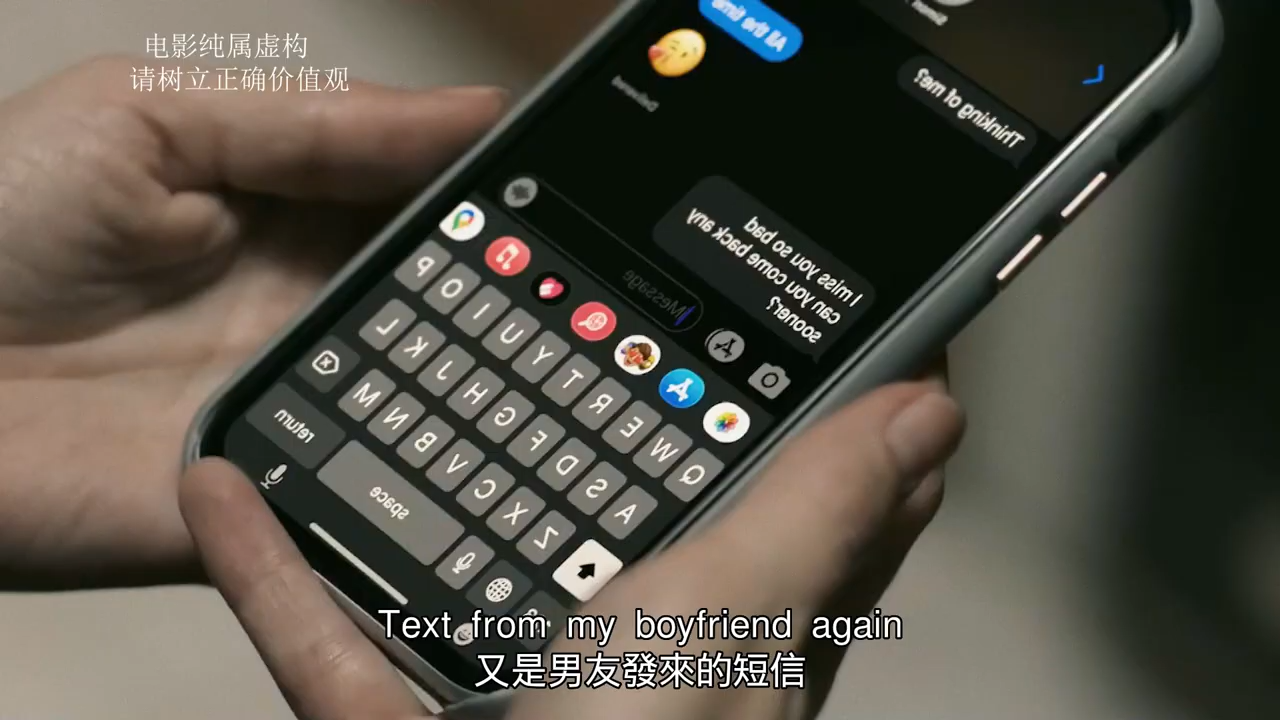 电影纯属虚构
请树立正确价值观
All the time
Delivered
Thinking of me?
I miss you so bad
can you come back any
sooner?
iMessage
Q W E R T Y U I O P
A S D F G H J K L
Z X C V B N M
space
return
Text from my boyfriend again
又是男友發來的短信